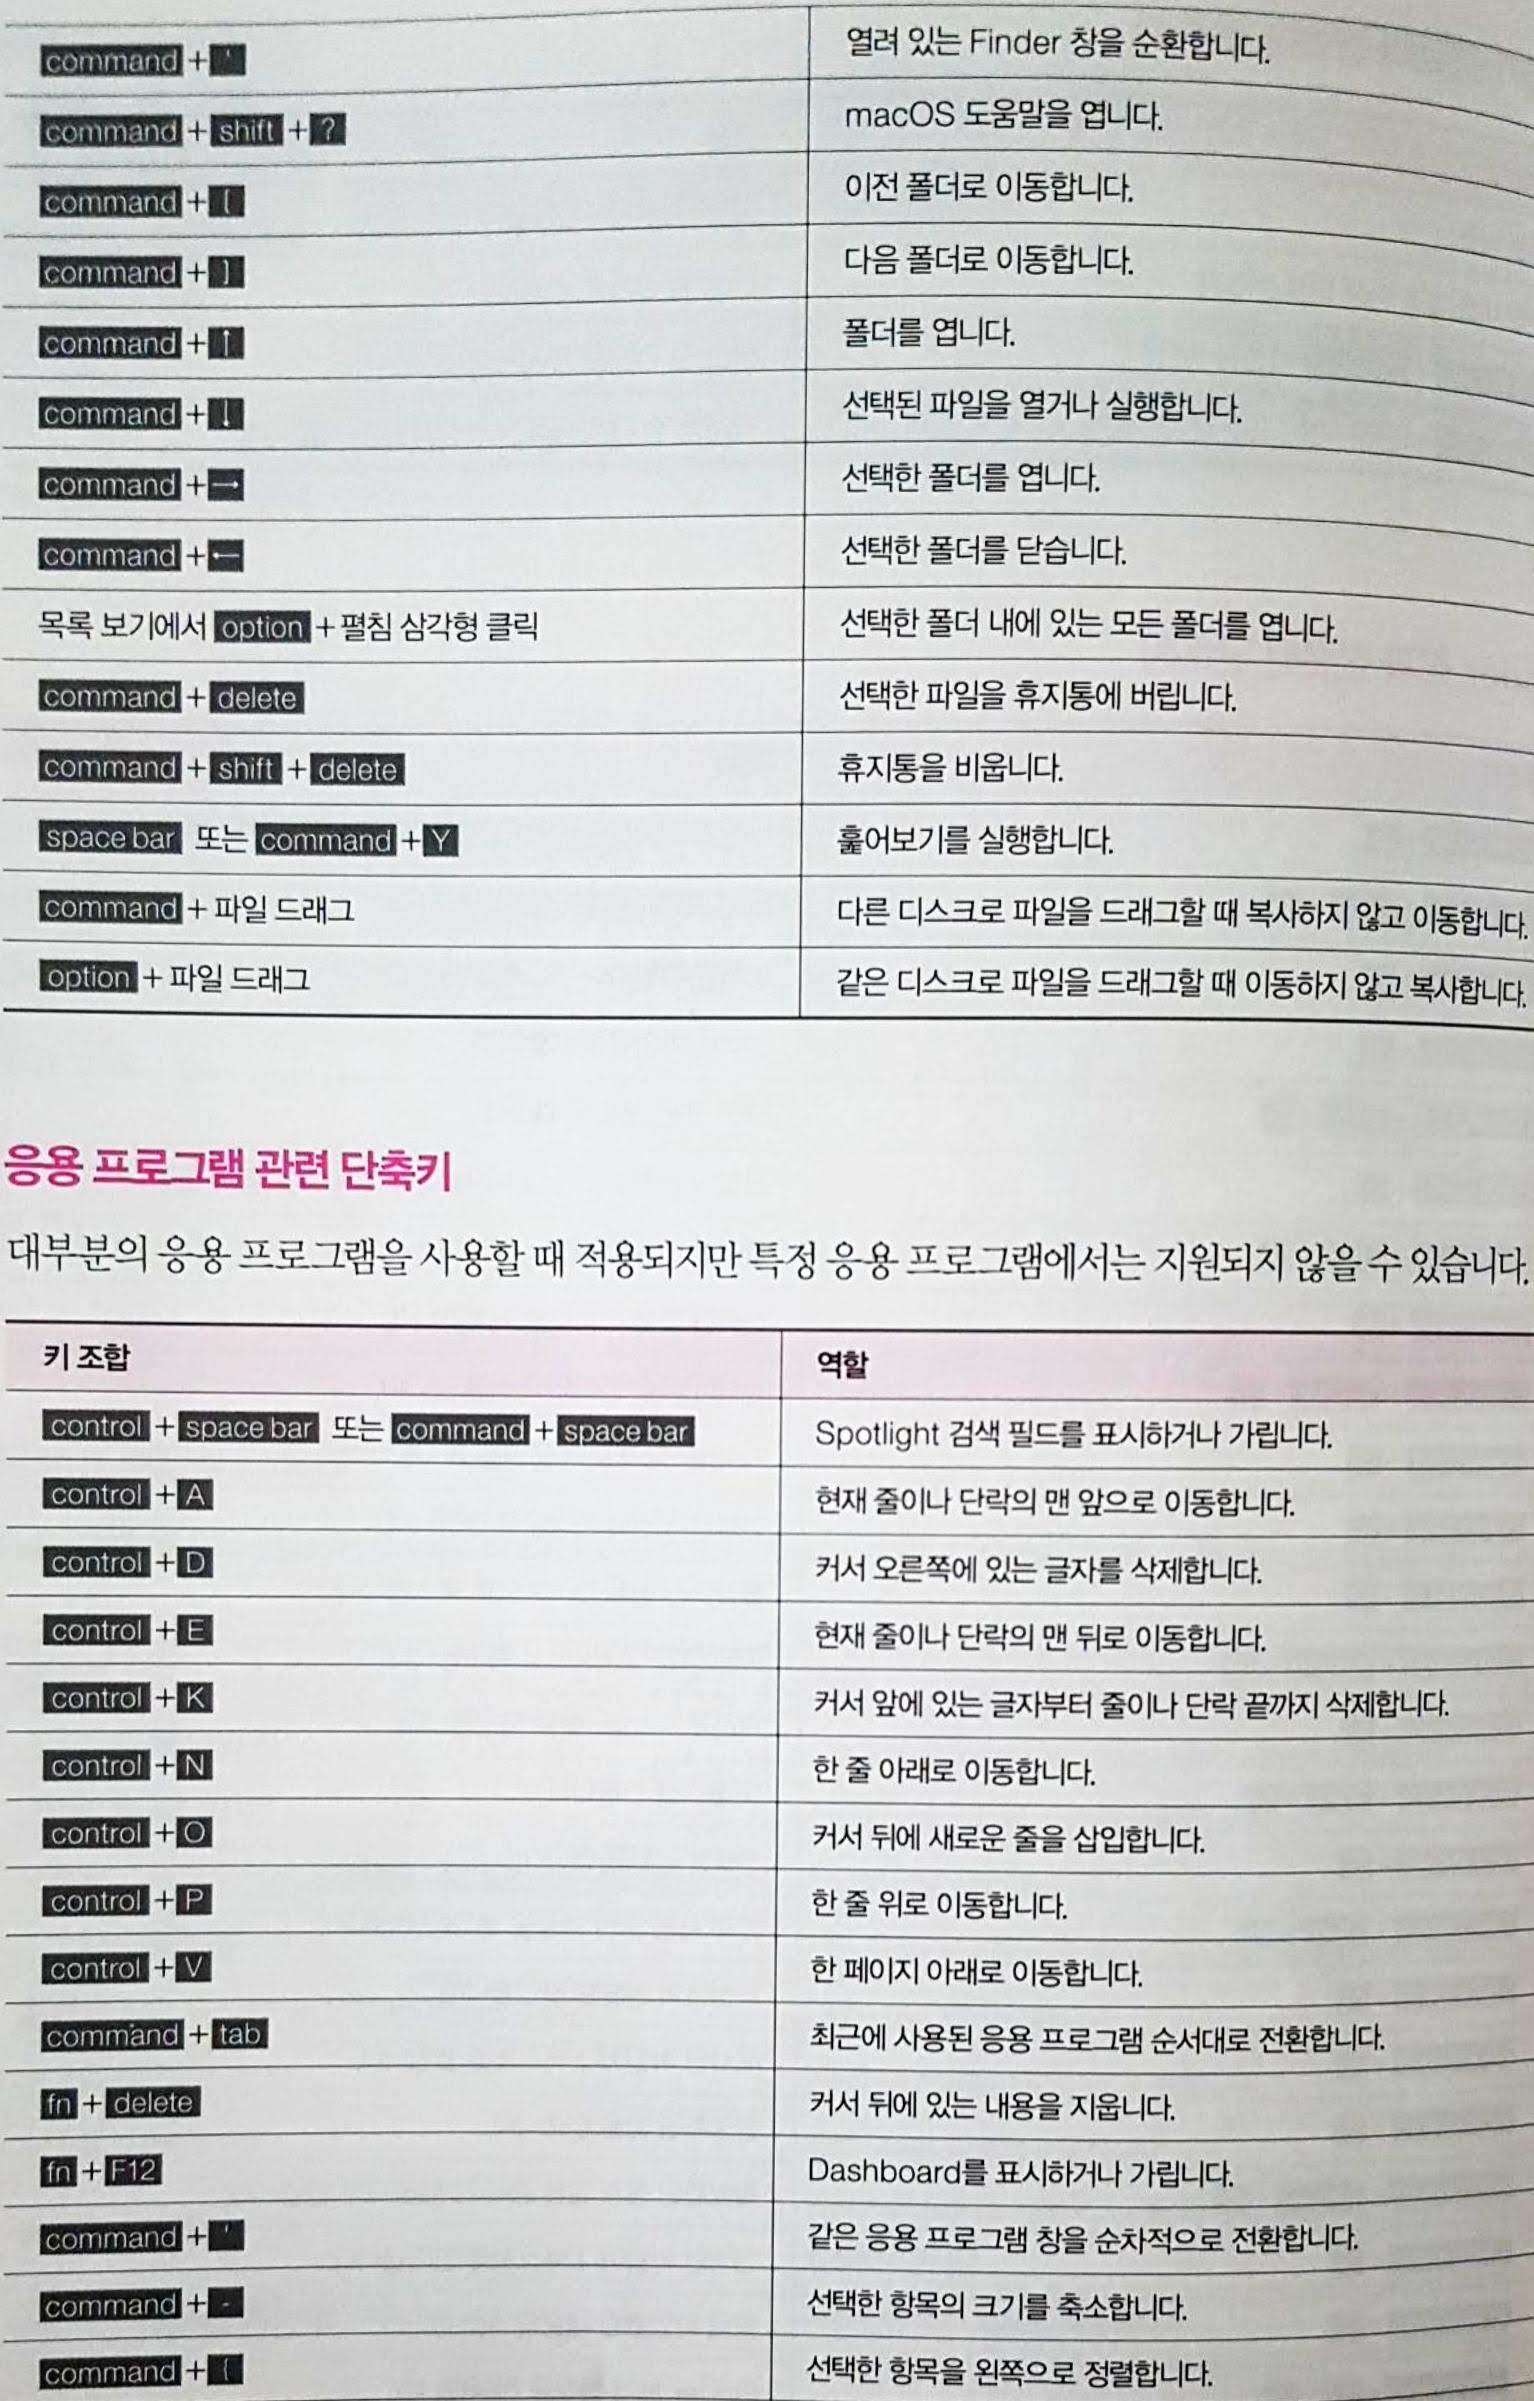 command + ' 열려 있는 Finder 창을 순환합니다.
command + shift + ? macOS 도움말을 엽니다.
command + [ 이전 폴더로 이동합니다.
command + ] 다음 폴더로 이동합니다.
command + ↑ 폴더를 엽니다.
command + ↓ 선택된 파일을 열거나 실행합니다.
command + → 선택한 폴더를 엽니다.
command + ← 선택한 폴더를 닫습니다.
목록 보기에서 option + 펼침 삼각형 클릭 선택한 폴더 내에 있는 모든 폴더를 엽니다.
command + delete 선택한 파일을 휴지통에 버립니다.
command + shift + delete 휴지통을 비웁니다.
space bar 또는 command + Y 훑어보기를 실행합니다.
command + 파일 드래그 다른 디스크로 파일을 드래그할 때 복사하지 않고 이동합니다.
option + 파일 드래그 같은 디스크로 파일을 드래그할 때 이동하지 않고 복사합니다.
응용 프로그램 관련 단축키
대부분의 응용 프로그램을 사용할 때 적용되지만 특정 응용 프로그램에서는 지원되지 않을 수 있습니다.
키 조합 역할
control + space bar 또는 command + space bar Spotlight 검색 필드를 표시하거나 가립니다.
control + A 현재 줄이나 단락의 맨 앞으로 이동합니다.
control + D 커서 오른쪽에 있는 글자를 삭제합니다.
control + E 현재 줄이나 단락의 맨 뒤로 이동합니다.
control + K 커서 앞에 있는 글자부터 줄이나 단락 끝까지 삭제합니다.
control + N 한 줄 아래로 이동합니다.
control + O 커서 뒤에 새로운 줄을 삽입합니다.
control + P 한 줄 위로 이동합니다.
control + V 한 페이지 아래로 이동합니다.
command + tab 최근에 사용된 응용 프로그램 순서대로 전환합니다.
fn + delete 커서 뒤에 있는 내용을 지웁니다.
fn + F12 Dashboard를 표시하거나 가립니다.
command + ' 같은 응용 프로그램 창을 순차적으로 전환합니다.
command + - 선택한 항목의 크기를 축소합니다.
command + { 선택한 항목을 왼쪽으로 정렬합니다.